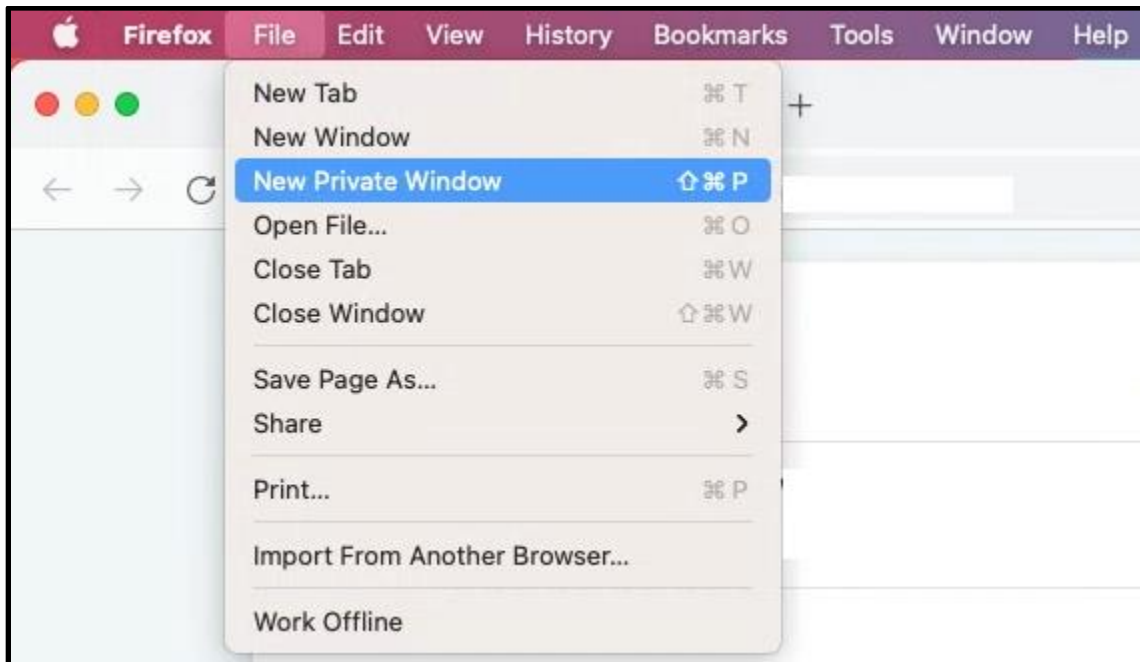 Firefox File Edit View History Bookmarks Tools Window Help
New Tab ⌘ T
New Window ⌘ N
New Private Window ⇧ ⌘ P
Open File... ⌘ O
Close Tab ⌘ W
Close Window ⇧ ⌘ W
Save Page As... ⌘ S
Share
Print... ⌘ P
Import From Another Browser...
Work Offline